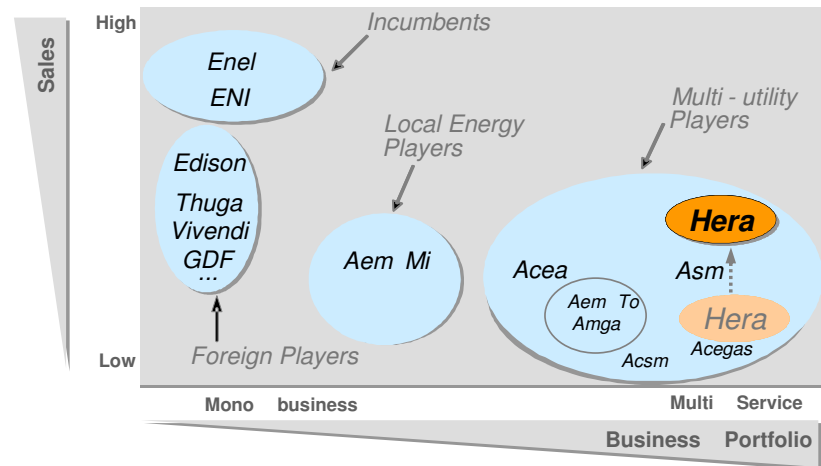 High
Sales
Incumbents
Enel
ENI
Multi - utility
Players
Local Energy
Players
Edison
Thuga
Vivendi
GDF
...
Hera
Aem Mi
Acea
Asm
Aem To
Amga
Hera
Acegas
Acsm
Foreign Players
Low
Mono business
Multi Service
Business Portfolio